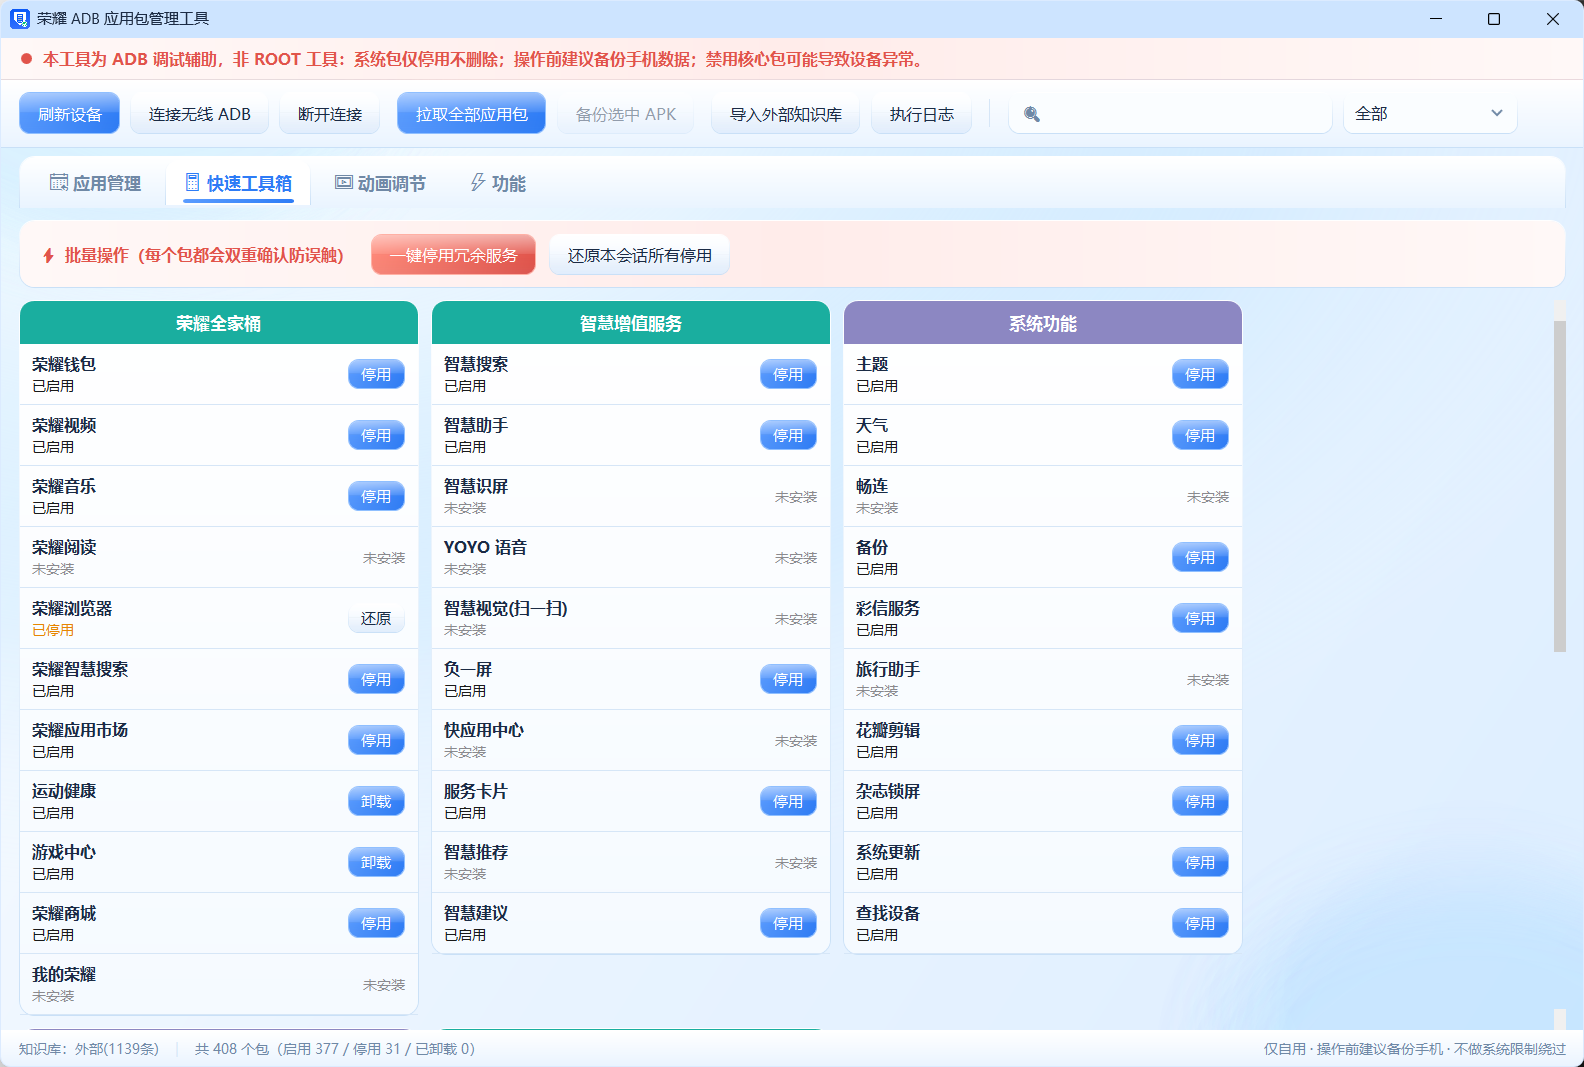 荣耀 ADB 应用包管理工具
本工具为 ADB 调试辅助，非 ROOT 工具：系统包仅停用不删除；操作前建议备份手机数据；禁用核心包可能导致设备异常。
刷新设备 连接无线 ADB 断开连接 拉取全部应用包 备份选中 APK 导入外部知识库 执行日志 全部
应用管理 快速工具箱 动画调节 功能
批量操作（每个包都会双重确认防误触） 一键停用冗余服务 还原本会话所有停用
荣耀全家桶
荣耀钱包
已启用
停用
荣耀视频
已启用
停用
荣耀音乐
已启用
停用
荣耀阅读
未安装
未安装
荣耀浏览器
已停用
还原
荣耀智慧搜索
已启用
停用
荣耀应用市场
已启用
停用
运动健康
已启用
卸载
游戏中心
已启用
卸载
荣耀商城
已启用
停用
我的荣耀
未安装
未安装
智慧增值服务
智慧搜索
已启用
停用
智慧助手
已启用
停用
智慧识屏
未安装
未安装
YOYO 语音
未安装
未安装
智慧视觉(扫一扫)
未安装
未安装
负一屏
已启用
停用
快应用中心
未安装
未安装
服务卡片
已启用
停用
智慧推荐
未安装
未安装
智慧建议
已启用
停用
系统功能
主题
已启用
停用
天气
已启用
停用
畅连
未安装
未安装
备份
已启用
停用
彩信服务
已启用
停用
旅行助手
未安装
未安装
花瓣剪辑
已启用
停用
杂志锁屏
已启用
停用
系统更新
已启用
停用
查找设备
已启用
停用
知识库：外部(1139条) 共 408 个包（启用 377 / 停用 31 / 已卸载 0） 仅自用 · 操作前建议备份手机 · 不做系统限制绕过